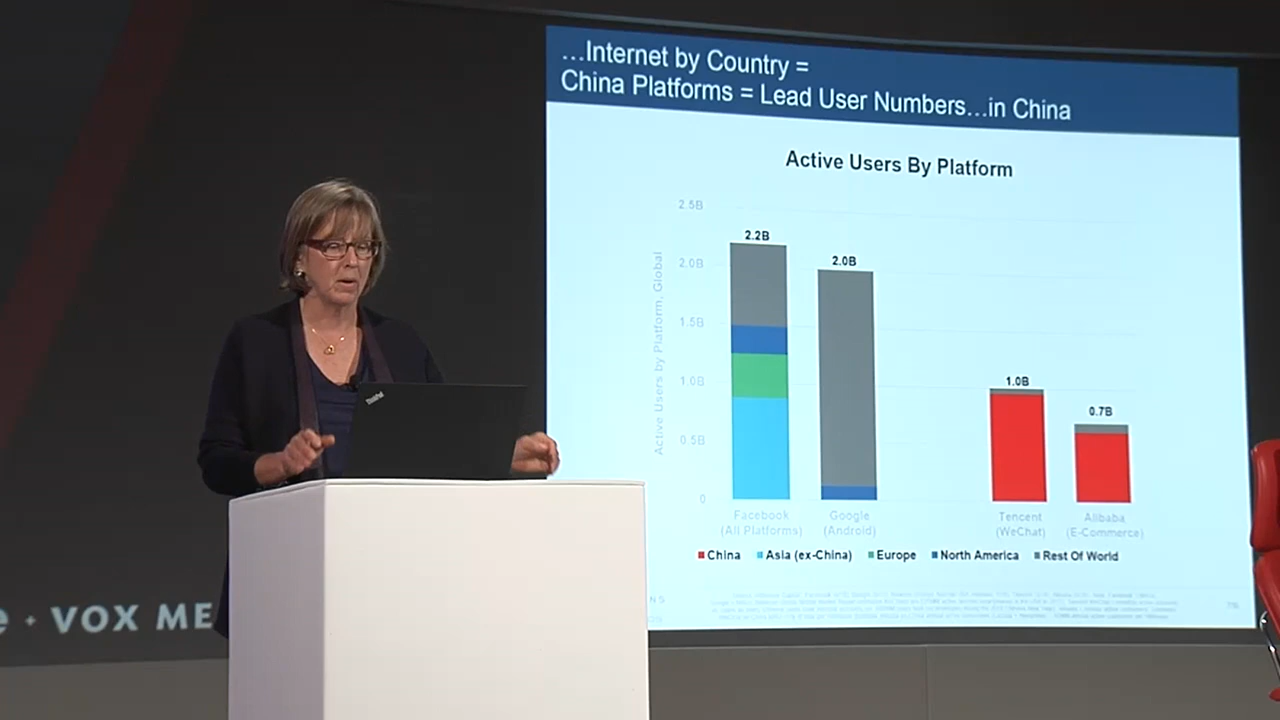 ...Internet by Country =
China Platforms = Lead User Numbers...in China
Active Users By Platform
Active Users by Platform, Global
2.5B
2.0B
1.5B
1.0B
0.5B
0
2.2B
2.0B
1.0B
0.7B
Facebook
(All Platforms)
Google
(Android)
Tencent
(WeChat)
Alibaba
(E-Commerce)
China
Asia (ex-China)
Europe
North America
Rest Of World
ThinkPad
e · VOX ME